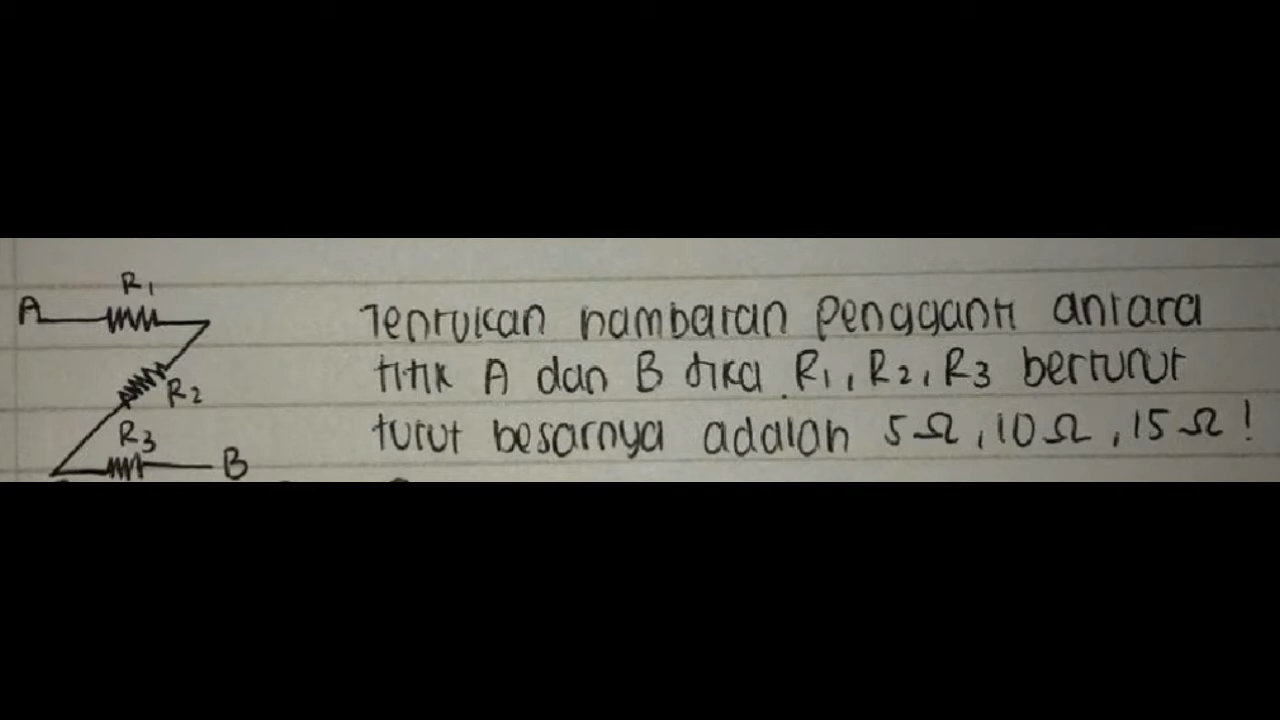 R1
A
R2
R3
B
Tentukan hambatan pengganti antara
titik A dan B jika R1, R2, R3 berturut
turut besarnya adalah 5Ω, 10Ω, 15Ω!